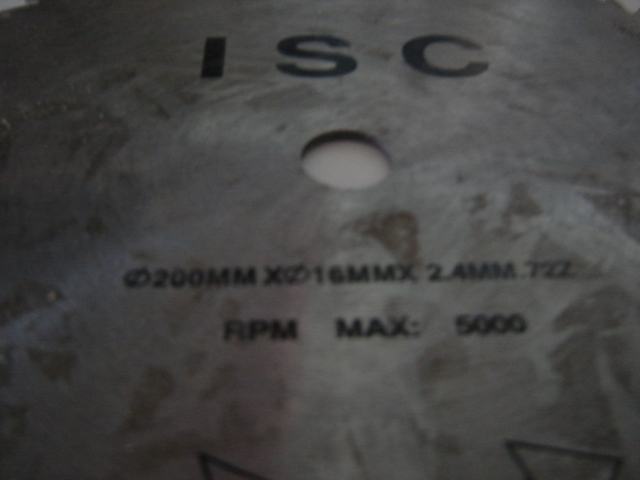 ISC
Ø200MM XØ16MMX 2.4MM.72Z
RPM MAX: 5000